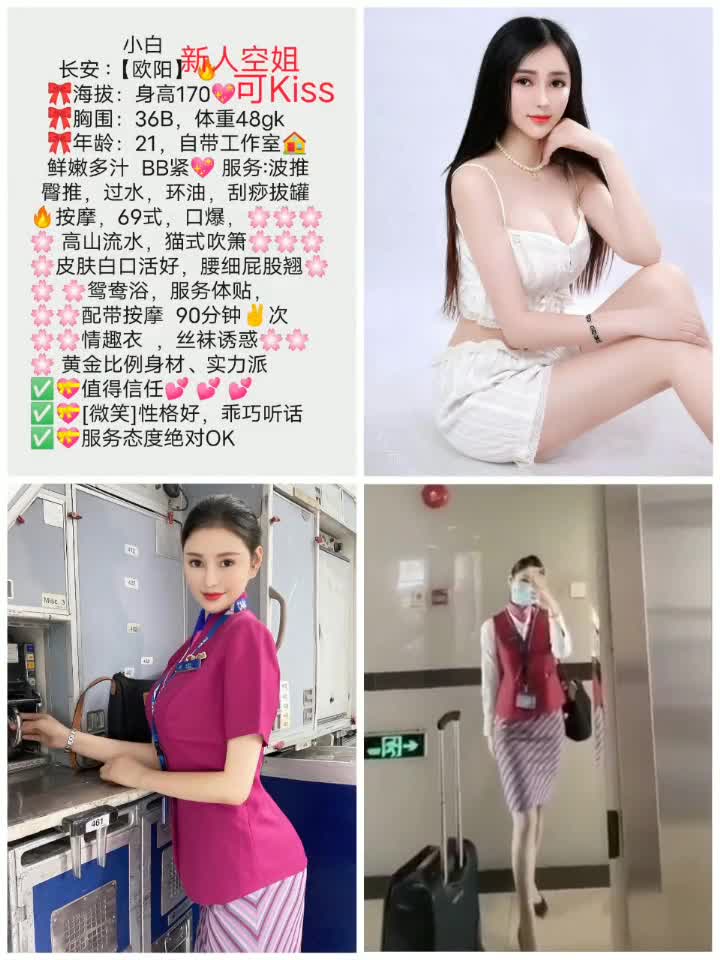 小白
新人空姐
长安：【欧阳】🔥
可Kiss
🎀海拔：身高170💖
🎀胸围：36B，体重48gk
🎀年龄：21，自带工作室🏠
鲜嫩多汁 BB紧💖 服务:波推
臀推，过水，环油，刮痧拔罐
🔥按摩，69式，口爆，🌸🌸🌸
🌸 高山流水，猫式吹箫🌸🌸🌸
🌸皮肤白口活好，腰细屁股翘🌸
🌸 🌸鸳鸯浴，服务体贴，
🌸🌸配带按摩 90分钟✌️次
🌸🌸情趣衣 ，丝袜诱惑🌸🌸
🌸 黄金比例身材、实力派
✅💝值得信任💕 💕 💕
✅💝[微笑]性格好，乖巧听话
✅💝服务态度绝对OK
412
461